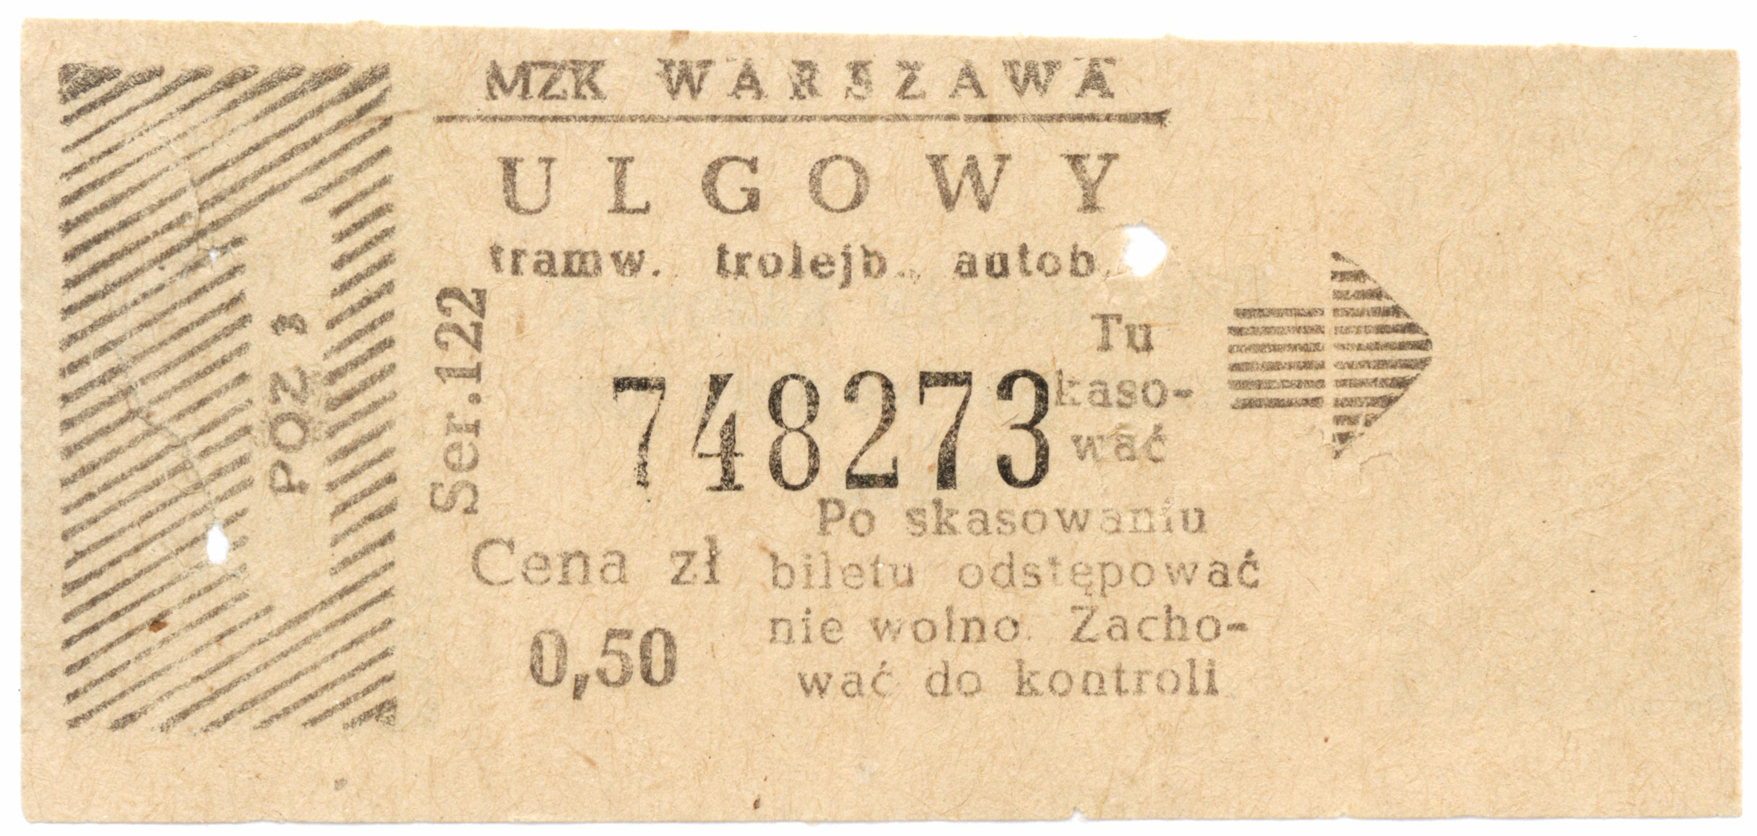 MZK WARSZAWA
ULGOWY
tramw. trolejb., autob.
POZ 3
Ser.122
748273
Tu
kaso-
wać
Cena zł
0,50
Po skasowaniu
biletu odstępować
nie wolno. Zacho-
wać do kontroli